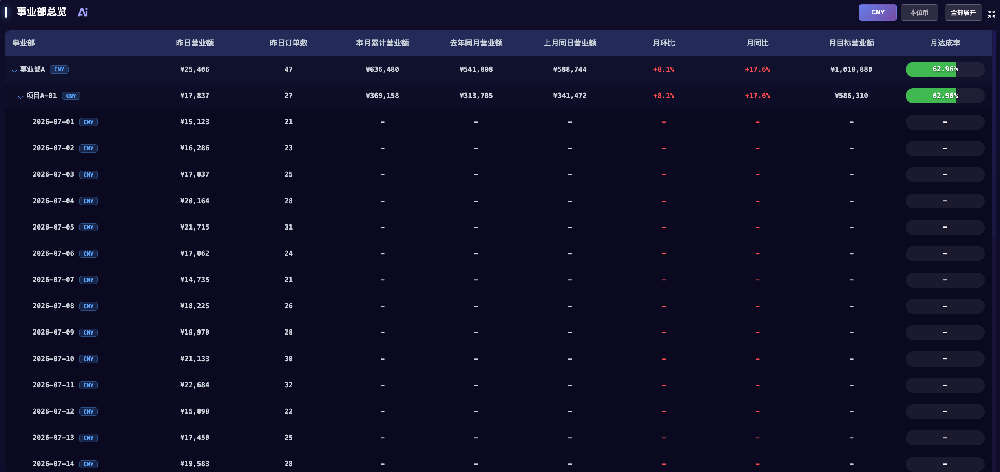 事业部总览 Ai CNY 本位币 全部展开
事业部 昨日营业额 昨日订单数 本月累计营业额 去年同月营业额 上月同日营业额 月环比 月同比 月目标营业额 月达成率
事业部A CNY ¥25,406 47 ¥636,480 ¥541,008 ¥588,744 +8.1% +17.6% ¥1,010,880 62.96%
项目A-01 CNY ¥17,837 27 ¥369,158 ¥313,785 ¥341,472 +8.1% +17.6% ¥586,310 62.96%
2026-07-01 CNY ¥15,123 21 - - - - - - -
2026-07-02 CNY ¥16,286 23 - - - - - - -
2026-07-03 CNY ¥17,837 25 - - - - - - -
2026-07-04 CNY ¥20,164 28 - - - - - - -
2026-07-05 CNY ¥21,715 31 - - - - - - -
2026-07-06 CNY ¥17,062 24 - - - - - - -
2026-07-07 CNY ¥14,735 21 - - - - - - -
2026-07-08 CNY ¥18,225 26 - - - - - - -
2026-07-09 CNY ¥19,970 28 - - - - - - -
2026-07-10 CNY ¥21,133 30 - - - - - - -
2026-07-11 CNY ¥22,684 32 - - - - - - -
2026-07-12 CNY ¥15,898 22 - - - - - - -
2026-07-13 CNY ¥17,450 25 - - - - - - -
2026-07-14 CNY ¥19,583 28 - - - - - - -